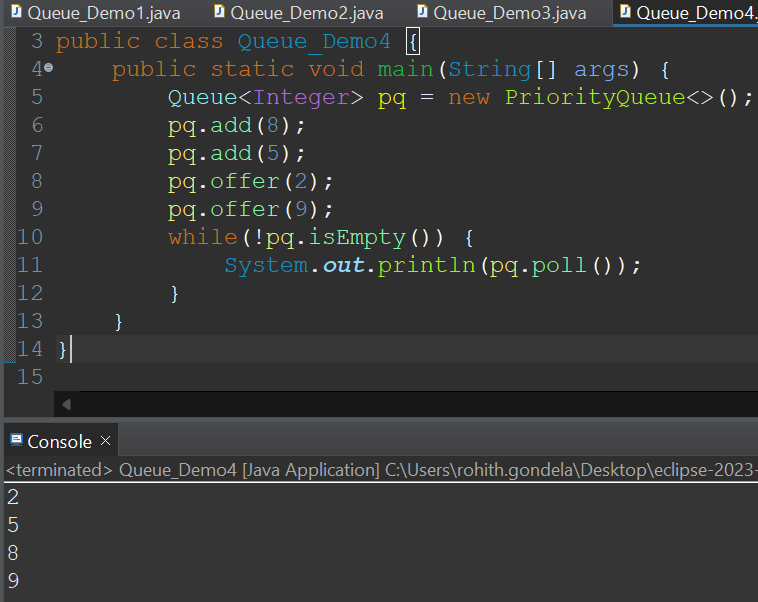 Queue_Demo1.java Queue_Demo2.java Queue_Demo3.java Queue_Demo4.
3 public class Queue_Demo4 {
4 public static void main(String[] args) {
5 Queue<Integer> pq = new PriorityQueue<>();
6 pq.add(8);
7 pq.add(5);
8 pq.offer(2);
9 pq.offer(9);
10 while(!pq.isEmpty()) {
11 System.out.println(pq.poll());
12 }
13 }
14 }
15
Console
<terminated> Queue_Demo4 [Java Application] C:\Users\rohith.gondela\Desktop\eclipse-2023-
2
5
8
9